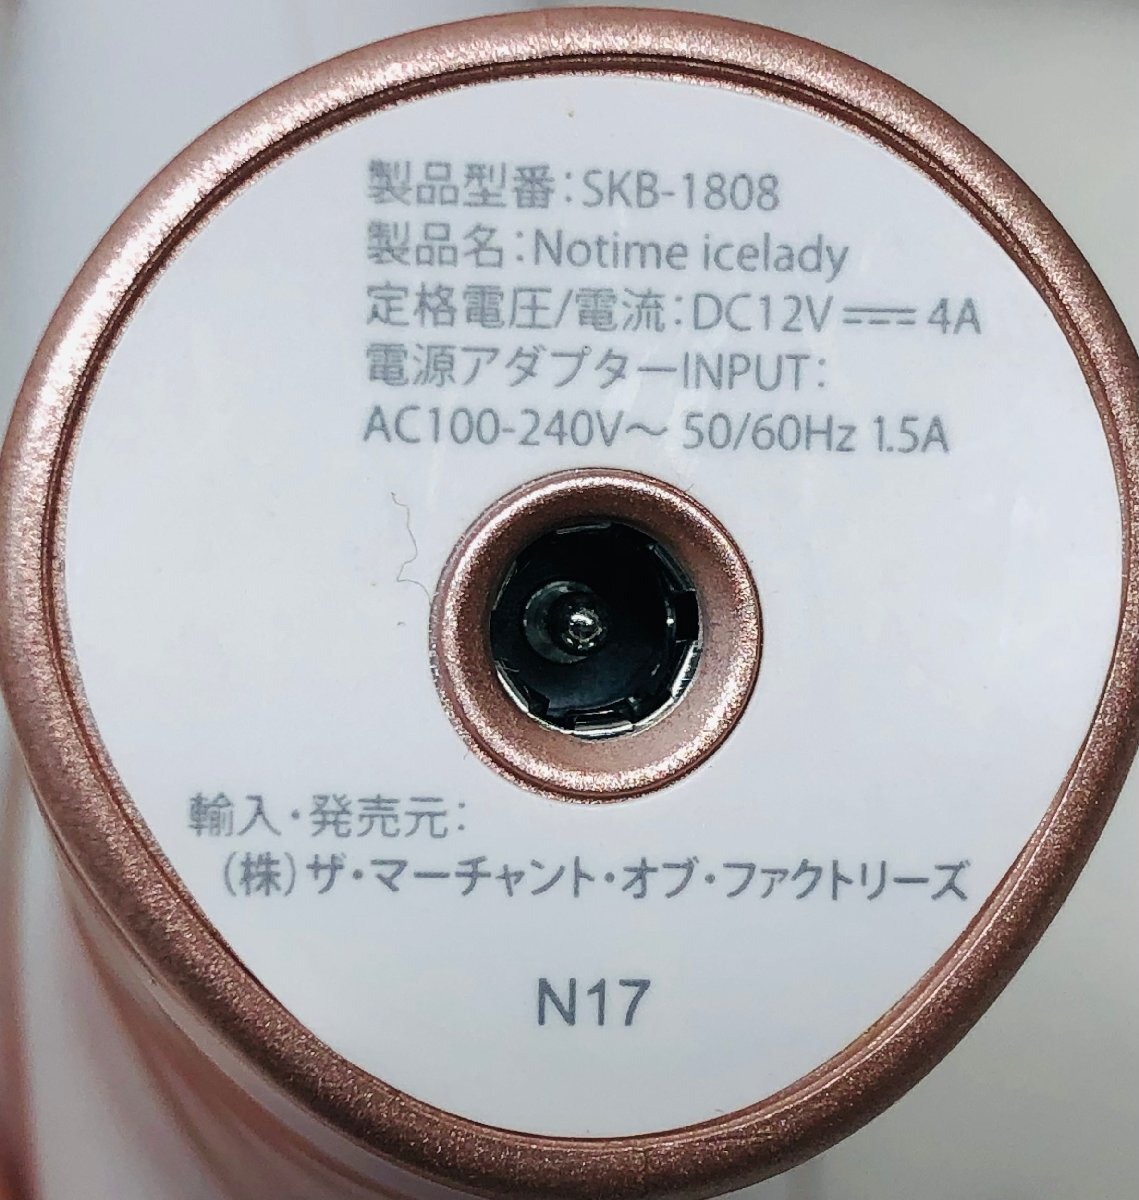 製品型番：SKB-1808
製品名：Notime icelady
定格電圧/電流：DC12V⎓4A
電源アダプターINPUT：
AC100-240V～ 50/60Hz 1.5A
輸入・発売元：
（株）ザ・マーチャント・オブ・ファクトリーズ
N17